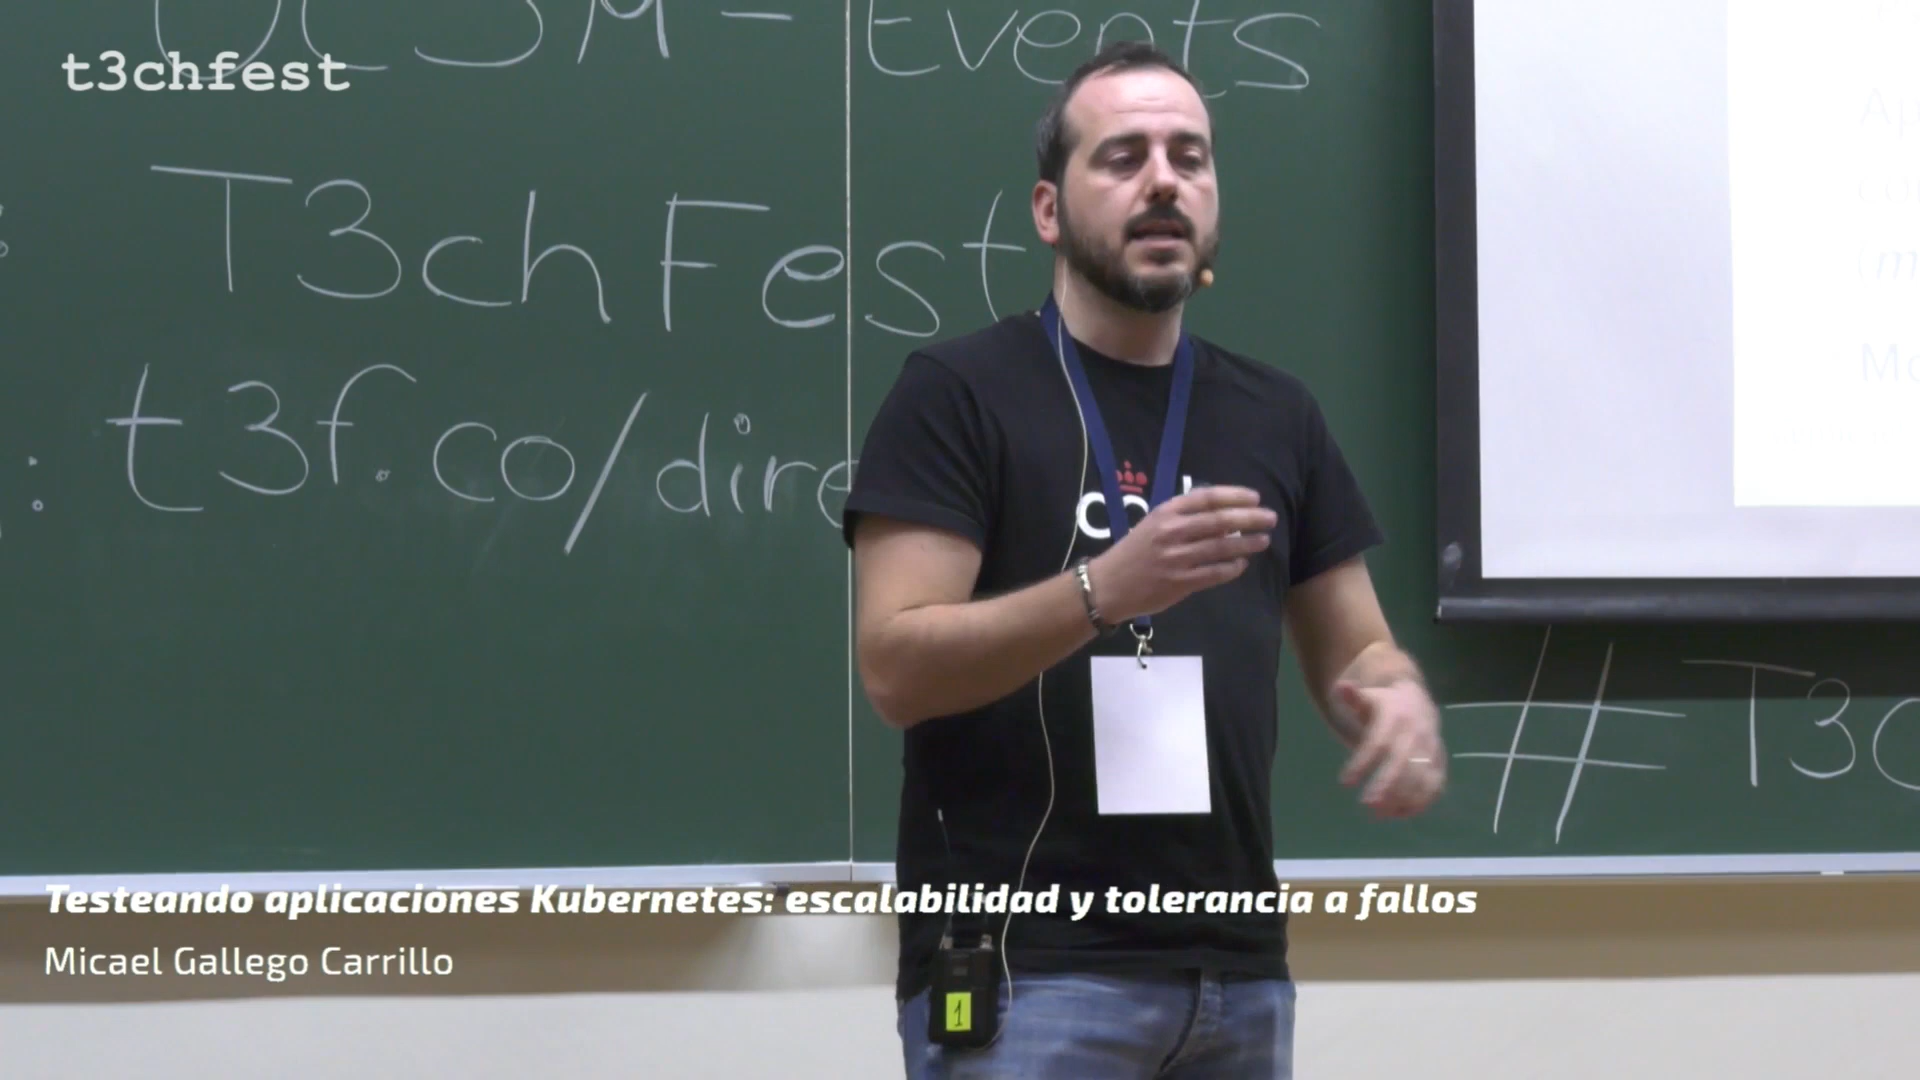 t3chfest
- Events
T3chFest
t3f.co/dire
#T3C
Testeando aplicaciones Kubernetes: escalabilidad y tolerancia a fallos
Micael Gallego Carrillo
1